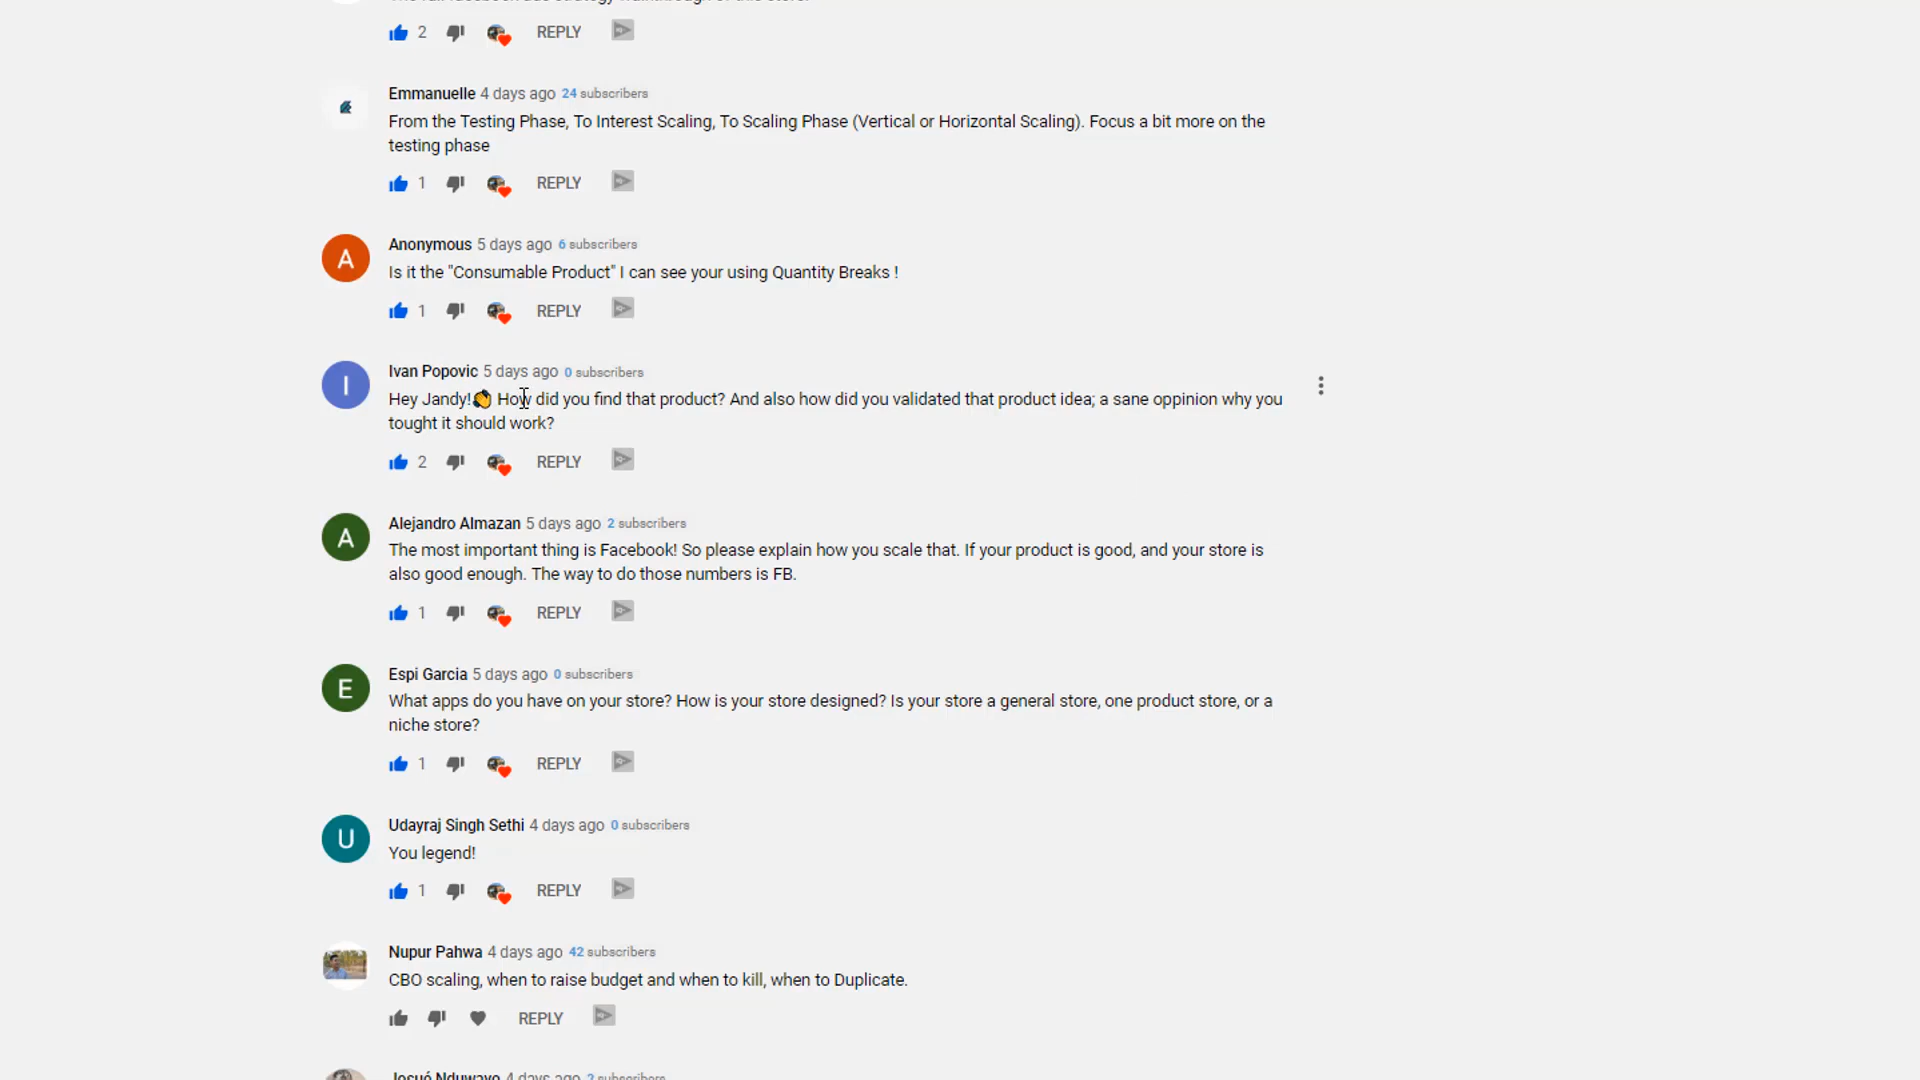 2 REPLY
Emmanuelle 4 days ago 24 subscribers
From the Testing Phase, To Interest Scaling, To Scaling Phase (Vertical or Horizontal Scaling). Focus a bit more on the
testing phase
1 REPLY
A Anonymous 5 days ago 6 subscribers
Is it the "Consumable Product" I can see your using Quantity Breaks !
1 REPLY
I Ivan Popovic 5 days ago 0 subscribers
Hey Jandy!👏 How did you find that product? And also how did you validated that product idea; a sane oppinion why you
tought it should work?
2 REPLY
A Alejandro Almazan 5 days ago 2 subscribers
The most important thing is Facebook! So please explain how you scale that. If your product is good, and your store is
also good enough. The way to do those numbers is FB.
1 REPLY
E Espi Garcia 5 days ago 0 subscribers
What apps do you have on your store? How is your store designed? Is your store a general store, one product store, or a
niche store?
1 REPLY
U Udayraj Singh Sethi 4 days ago 0 subscribers
You legend!
1 REPLY
Nupur Pahwa 4 days ago 42 subscribers
CBO scaling, when to raise budget and when to kill, when to Duplicate.
REPLY
Josué Nduwayo 4 days ago 2 subscribers